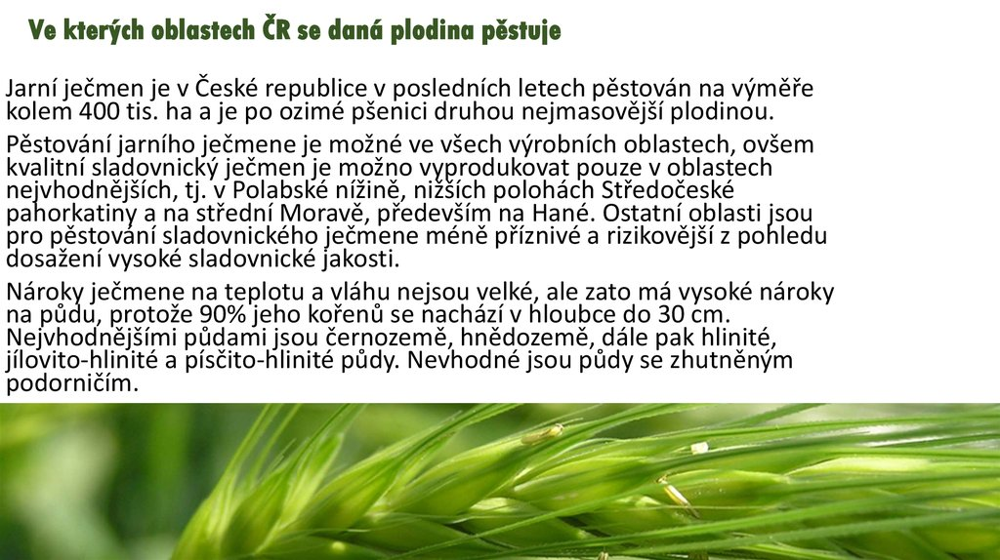 Ve kterých oblastech ČR se daná plodina pěstuje
Jarní ječmen je v České republice v posledních letech pěstován na výměře
kolem 400 tis. ha a je po ozimé pšenici druhou nejmasovější plodinou.
Pěstování jarního ječmene je možné ve všech výrobních oblastech, ovšem
kvalitní sladovnický ječmen je možno vyprodukovat pouze v oblastech
nejvhodnějších, tj. v Polabské nížině, nižších polohách Středočeské
pahorkatiny a na střední Moravě, především na Hané. Ostatní oblasti jsou
pro pěstování sladovnického ječmene méně příznivé a rizikovější z pohledu
dosažení vysoké sladovnické jakosti.
Nároky ječmene na teplotu a vláhu nejsou velké, ale zato má vysoké nároky
na půdu, protože 90% jeho kořenů se nachází v hloubce do 30 cm.
Nejvhodnějšími půdami jsou černozemě, hnědozemě, dále pak hlinité,
jílovito-hlinité a písčito-hlinité půdy. Nevhodné jsou půdy se zhutněným
podorničím.